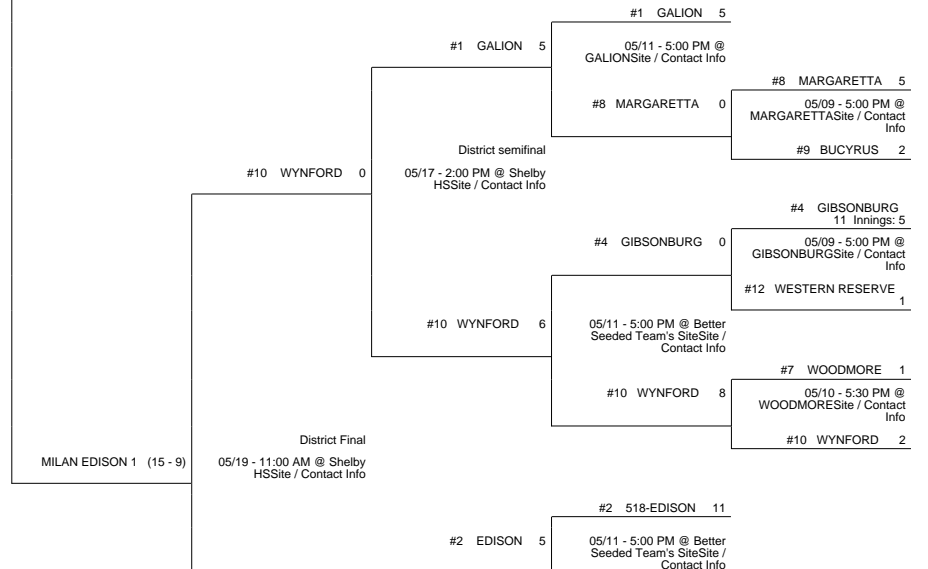 #1 GALION 5
#1 GALION 5
05/11 - 5:00 PM @
GALIONSite / Contact Info
#8 MARGARETTA 5
#8 MARGARETTA 0
05/09 - 5:00 PM @
MARGARETTASite / Contact
Info
#9 BUCYRUS 2
District semifinal
#10 WYNFORD 0
05/17 - 2:00 PM @ Shelby
HSSite / Contact Info
#4 GIBSONBURG
11 Innings: 5
#4 GIBSONBURG 0
05/09 - 5:00 PM @
GIBSONBURGSite / Contact
Info
#12 WESTERN RESERVE
1
#10 WYNFORD 6
05/11 - 5:00 PM @ Better
Seeded Team's SiteSite /
Contact Info
#7 WOODMORE 1
#10 WYNFORD 8
05/10 - 5:30 PM @
WOODMORESite / Contact
Info
#10 WYNFORD 2
District Final
MILAN EDISON 1 (15 - 9)
05/19 - 11:00 AM @ Shelby
HSSite / Contact Info
#2 518-EDISON 11
#2 EDISON 5
05/11 - 5:00 PM @ Better
Seeded Team's SiteSite /
Contact Info